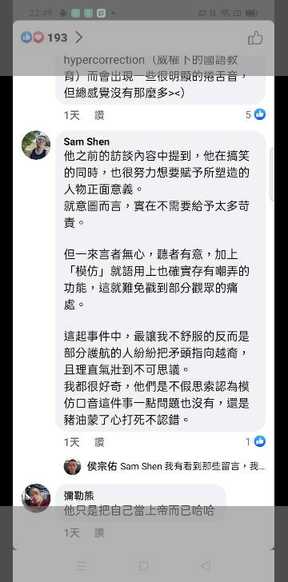 22:49
193
hypercorrection（威權下的國語教
育）而會出現一些很明顯的捲舌音，
但總感覺沒有那麼多><）
1天 讚 5
Sam Shen
他之前的訪談內容中提到，他在搞笑
的同時，也很努力想要賦予所塑造的
人物正面意義。
就意圖而言，實在不需要給予太多苛
責。
但一來言者無心，聽者有意，加上
「模仿」就語用上也確實存有嘲弄的
功能，這就難免戳到部分觀眾的痛
處。
這起事件中，最讓我不舒服的反而是
部分護航的人紛紛把矛頭指向越裔，
且理直氣壯到不可思議。
我都很好奇，他們是不假思索認為模
仿口音這件事一點問題也沒有，還是
豬油蒙了心打死不認錯。
1天 讚 1
侯宗佑 Sam Shen 我有看到那些留言，我...
彌勒熊
他只是把自己當上帝而已哈哈
1天 讚